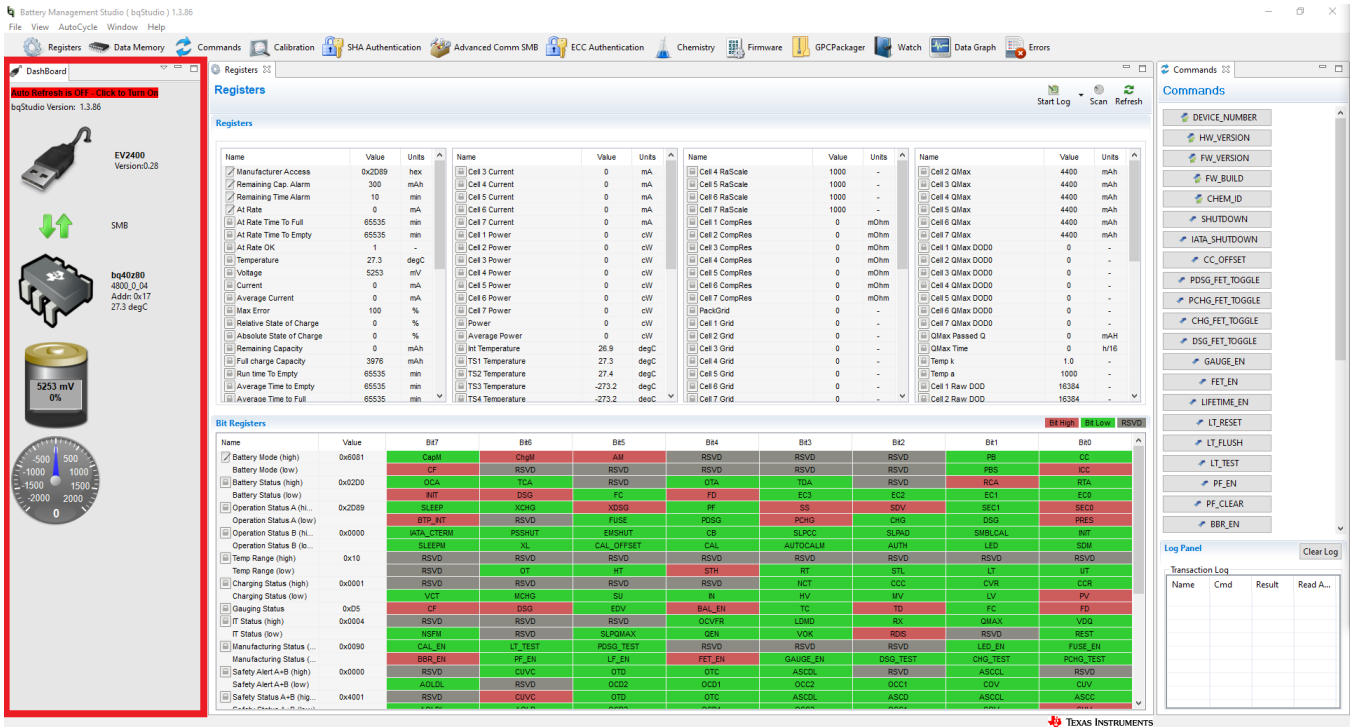 Battery Management Studio ( bqStudio ) 1.3.86
File View AutoCycle Window Help
Registers Data Memory Commands Calibration SHA Authentication Advanced Comm SMB ECC Authentication Chemistry Firmware GPCPackager Watch Data Graph Errors
DashBoard
Auto Refresh is OFF - Click to Turn On
bqStudio Version: 1.3.86
EV2400
Version:0.28
SMB
bq40z80
4800_0_04
Addr: 0x17
27.3 degC
5253 mV
0%
-500 500
-1000 1000
-1500 1500
-2000 2000
0
Registers
Registers
Start Log Scan Refresh
Registers
Name Value Units
Manufacturer Access 0x2D89 hex
Remaining Cap. Alarm 300 mAh
Remaining Time Alarm 10 min
At Rate 0 mA
At Rate Time To Full 65535 min
At Rate Time To Empty 65535 min
At Rate OK 1 -
Temperature 27.3 degC
Voltage 5253 mV
Current 0 mA
Average Current 0 mA
Max Error 100 %
Relative State of Charge 0 %
Absolute State of Charge 0 %
Remaining Capacity 0 mAh
Full charge Capacity 3976 mAh
Run time To Empty 65535 min
Average Time to Empty 65535 min
Average Time to Full 65535 min
Name Value Units
Cell 3 Current 0 mA
Cell 4 Current 0 mA
Cell 5 Current 0 mA
Cell 6 Current 0 mA
Cell 7 Current 0 mA
Cell 1 Power 0 cW
Cell 2 Power 0 cW
Cell 3 Power 0 cW
Cell 4 Power 0 cW
Cell 5 Power 0 cW
Cell 6 Power 0 cW
Cell 7 Power 0 cW
Power 0 cW
Average Power 0 cW
Int Temperature 26.9 degC
TS1 Temperature 27.3 degC
TS2 Temperature 27.4 degC
TS3 Temperature -273.2 degC
TS4 Temperature -273.2 degC
Name Value Units
Cell 4 RaScale 1000 -
Cell 5 RaScale 1000 -
Cell 6 RaScale 1000 -
Cell 7 RaScale 1000 -
Cell 1 CompRes 0 mOhm
Cell 2 CompRes 0 mOhm
Cell 3 CompRes 0 mOhm
Cell 4 CompRes 0 mOhm
Cell 5 CompRes 0 mOhm
Cell 6 CompRes 0 mOhm
Cell 7 CompRes 0 mOhm
PackGrid 0 -
Cell 1 Grid 0 -
Cell 2 Grid 0 -
Cell 3 Grid 0 -
Cell 4 Grid 0 -
Cell 5 Grid 0 -
Cell 6 Grid 0 -
Cell 7 Grid 0 -
Name Value Units
Cell 2 QMax 4400 mAh
Cell 3 QMax 4400 mAh
Cell 4 QMax 4400 mAh
Cell 5 QMax 4400 mAh
Cell 6 QMax 4400 mAh
Cell 7 QMax 4400 mAh
Cell 1 QMax DOD0 0 -
Cell 2 QMax DOD0 0 -
Cell 3 QMax DOD0 0 -
Cell 4 QMax DOD0 0 -
Cell 5 QMax DOD0 0 -
Cell 6 QMax DOD0 0 -
Cell 7 QMax DOD0 0 -
QMax Passed Q 0 mAH
QMax Time 0 h/16
Temp k 1.0 -
Temp a 1000 -
Cell 1 Raw DOD 16384 -
Cell 2 Raw DOD 16384 -
Bit Registers Bit High Bit Low RSVD
Name Value Bit7 Bit6 Bit5 Bit4 Bit3 Bit2 Bit1 Bit0
Battery Mode (high) 0x6081 CapM ChgM AM RSVD RSVD RSVD PB CC
Battery Mode (low) CF RSVD RSVD RSVD RSVD RSVD PBS ICC
Battery Status (high) 0x02D0 OCA TCA RSVD OTA TDA RSVD RCA RTA
Battery Status (low) INIT DSG FC FD EC3 EC2 EC1 EC0
Operation Status A (hi... 0x2D89 SLEEP XCHG XDSG PF SS SDV SEC1 SEC0
Operation Status A (low) BTP_INT RSVD FUSE PDSG PCHG CHG DSG PRES
Operation Status B (hi... 0x0000 IATA_CTERM PSSHUT EMSHUT CB SLPCC SLPAD SMBLCAL INIT
Operation Status B (lo... SLEEPM XL CAL_OFFSET CAL AUTOCALM AUTH LED SDM
Temp Range (high) 0x10 RSVD RSVD RSVD RSVD RSVD RSVD RSVD RSVD
Temp Range (low) RSVD OT HT STH RT STL LT UT
Charging Status (high) 0x0001 RSVD RSVD RSVD RSVD NCT CCC CVR CCR
Charging Status (low) VCT MCHG SU IN HV MV LV PV
Gauging Status 0xD5 CF DSG EDV BAL_EN TC TD FC FD
IT Status (high) 0x0004 RSVD RSVD RSVD OCVFR LDMD RX QMAX VDQ
IT Status (low) NSFM RSVD SLPQMAX QEN VOK RDIS RSVD REST
Manufacturing Status (... 0x0090 CAL_EN LT_TEST PDSG_TEST RSVD RSVD RSVD LED_EN FUSE_EN
Manufacturing Status (... BBR_EN PF_EN LF_EN FET_EN GAUGE_EN DSG_TEST CHG_TEST PCHG_TEST
Safety Alert A+B (high) 0x0000 RSVD CUVC OTD OTC ASCDL RSVD ASCCL RSVD
Safety Alert A+B (low) AOLDL RSVD OCD2 OCD1 OCC2 OCC1 COV CUV
Safety Status A+B (hig... 0x4001 RSVD CUVC OTD OTC ASCDL ASCD ASCCL ASCC
Commands
Commands
DEVICE_NUMBER
HW_VERSION
FW_VERSION
FW_BUILD
CHEM_ID
SHUTDOWN
IATA_SHUTDOWN
CC_OFFSET
PDSG_FET_TOGGLE
PCHG_FET_TOGGLE
CHG_FET_TOGGLE
DSG_FET_TOGGLE
GAUGE_EN
FET_EN
LIFETIME_EN
LT_RESET
LT_FLUSH
LT_TEST
PF_EN
PF_CLEAR
BBR_EN
Log Panel Clear Log
Transaction Log
Name Cmd Result Read A...
TEXAS INSTRUMENTS